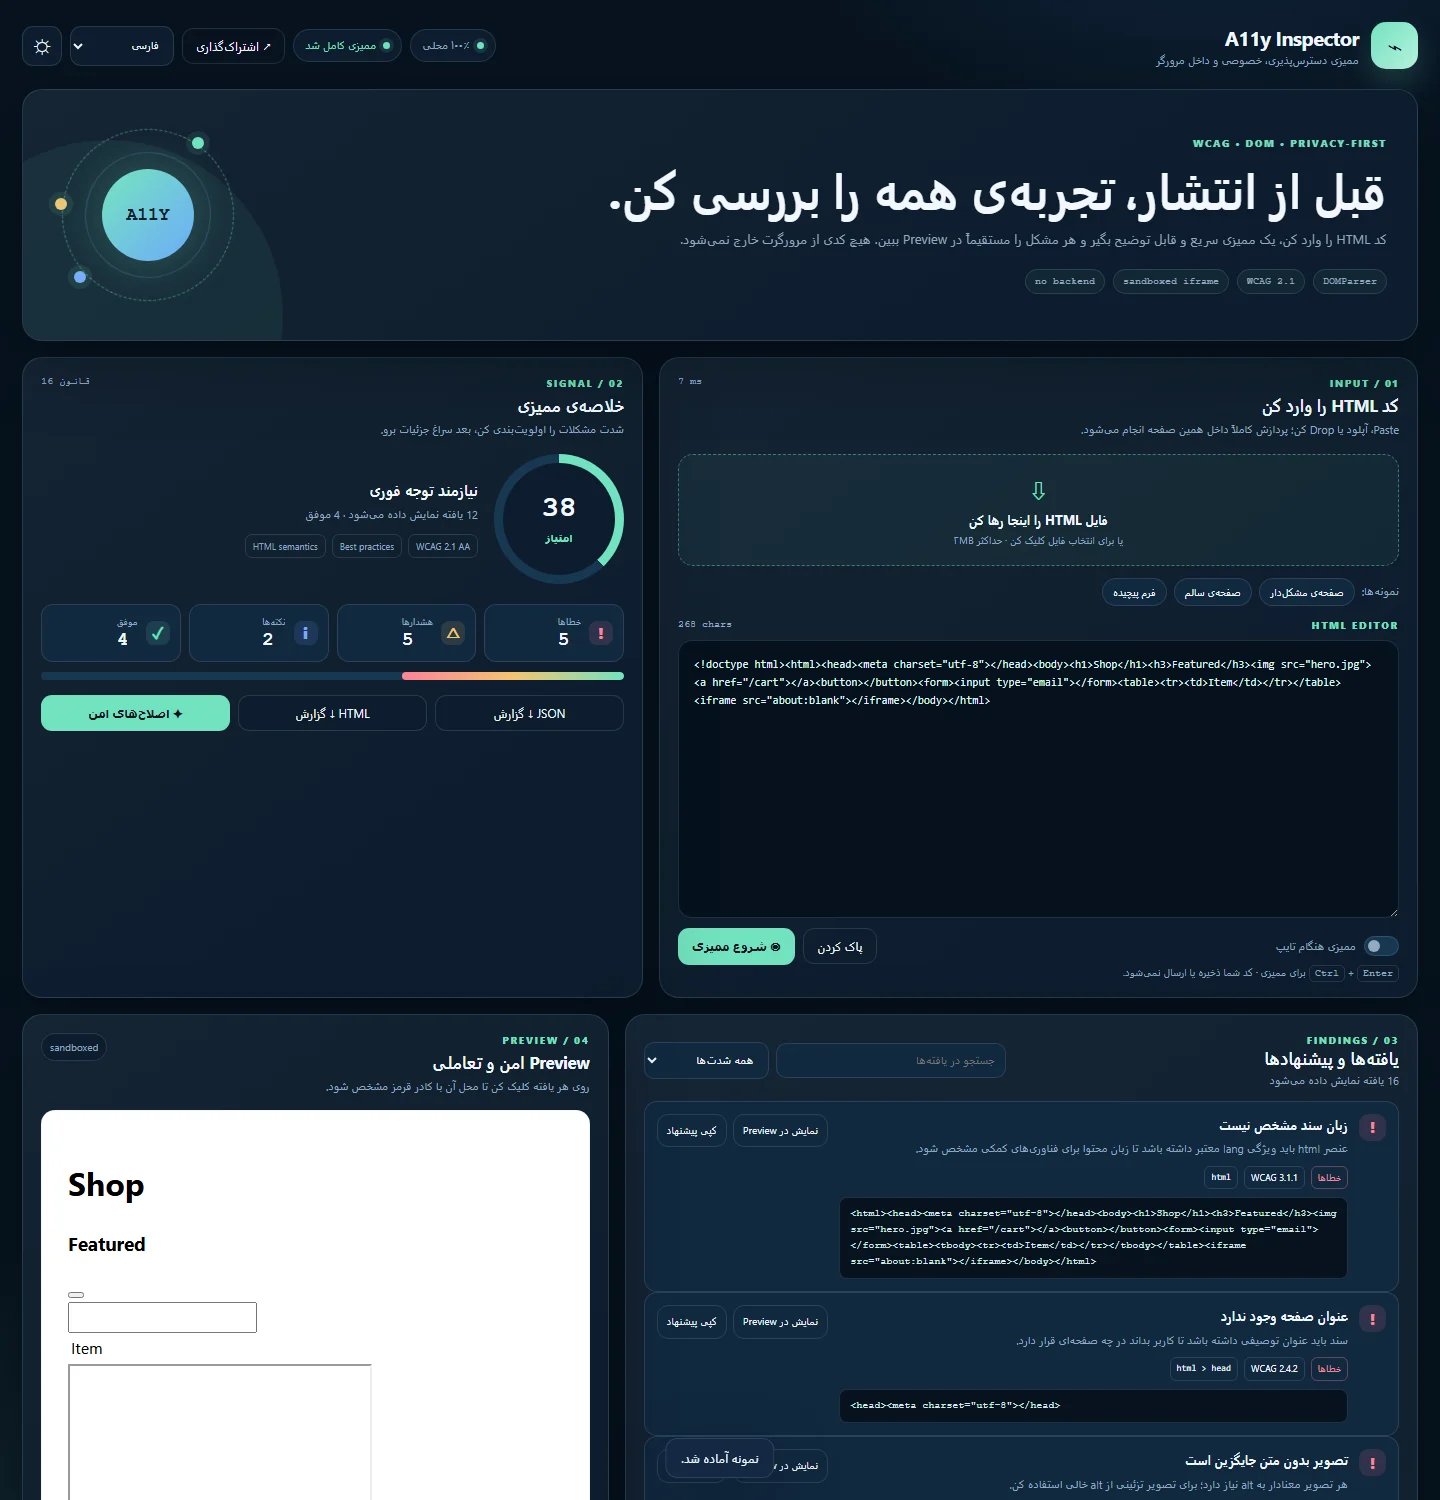 A11y Inspector
ممیزی دسترس‌پذیری، خصوصی و داخل مرورگر
۱۰۰٪ محلی
ممیزی کامل شد
↗ اشتراک‌گذاری
فارسی
WCAG • DOM • PRIVACY-FIRST
قبل از انتشار، تجربه‌ی همه را بررسی کن.
کد HTML را وارد کن، یک ممیزی سریع و قابل توضیح بگیر و هر مشکل را مستقیماً در Preview ببین. هیچ کدی از مرورگرت خارج نمی‌شود.
DOMParser
WCAG 2.1
sandboxed iframe
no backend
A11Y
INPUT / 01
7 ms
کد HTML را وارد کن
Paste، آپلود یا Drop کن؛ پردازش کاملاً داخل همین صفحه انجام می‌شود.
⇩
فایل HTML را اینجا رها کن
یا برای انتخاب فایل کلیک کن · حداکثر ۲MB
نمونه‌ها:
صفحه‌ی مشکل‌دار
صفحه‌ی سالم
فرم پیچیده
HTML EDITOR
268 chars
<!doctype html><html><head><meta charset="utf-8"></head><body><h1>Shop</h1><h3>Featured</h3><img src="hero.jpg">
<a href="/cart"></a><button></button><form><input type="email"></form><table><tr><td>Item</td></tr></table>
<iframe src="about:blank"></iframe></body></html>
ممیزی هنگام تایپ
پاک کردن
◉ شروع ممیزی
Enter + Ctrl برای ممیزی · کد شما ذخیره یا ارسال نمی‌شود.
SIGNAL / 02
16 قانون
خلاصه‌ی ممیزی
شدت مشکلات را اولویت‌بندی کن، بعد سراغ جزئیات برو.
38
امتیاز
نیازمند توجه فوری
12 یافته نمایش داده می‌شود · 4 موفق
WCAG 2.1 AA
Best practices
HTML semantics
!
خطاها
5
△
هشدارها
5
i
نکته‌ها
2
✓
موفق
4
گزارش ↓ JSON
گزارش ↓ HTML
✦ اصلاح‌های امن
FINDINGS / 03
یافته‌ها و پیشنهادها
16 یافته نمایش داده می‌شود
جستجو در یافته‌ها
همه شدت‌ها
!
زبان سند مشخص نیست
نمایش در Preview
کپی پیشنهاد
عنصر html باید ویژگی lang معتبر داشته باشد تا زبان محتوا برای فناوری‌های کمکی مشخص شود.
خطاها
WCAG 3.1.1
html
<html><head><meta charset="utf-8"></head><body><h1>Shop</h1><h3>Featured</h3><img
src="hero.jpg"><a href="/cart"></a><button></button><form><input type="email">
</form><table><tbody><tr><td>Item</td></tr></tbody></table><iframe
src="about:blank"></iframe></body></html>
!
عنوان صفحه وجود ندارد
نمایش در Preview
کپی پیشنهاد
سند باید عنوان توصیفی داشته باشد تا کاربر بداند در چه صفحه‌ای قرار دارد.
خطاها
WCAG 2.4.2
html > head
<head><meta charset="utf-8"></head>
!
تصویر بدون متن جایگزین است
نمایش در
هر تصویر معنادار به alt نیاز دارد؛ برای تصویر تزئینی از alt خالی استفاده کن.
نمونه آماده شد.
PREVIEW / 04
sandboxed
Preview امن و تعاملی
روی هر یافته کلیک کن تا محل آن با کادر قرمز مشخص شود.
Shop
Featured
Item